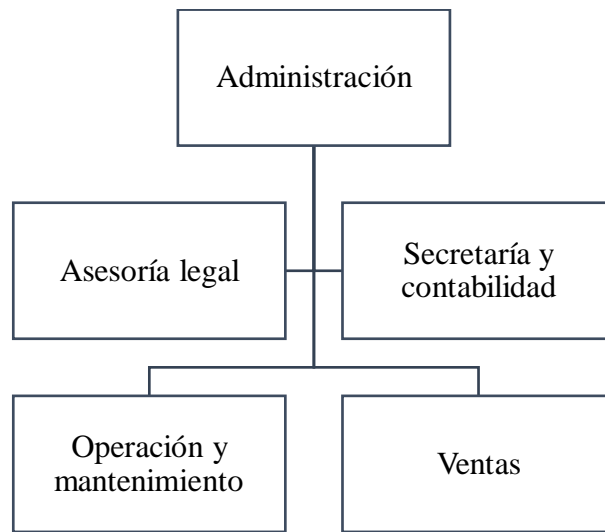 Administración
Asesoría legal
Secretaría y
contabilidad
Operación y
mantenimiento
Ventas